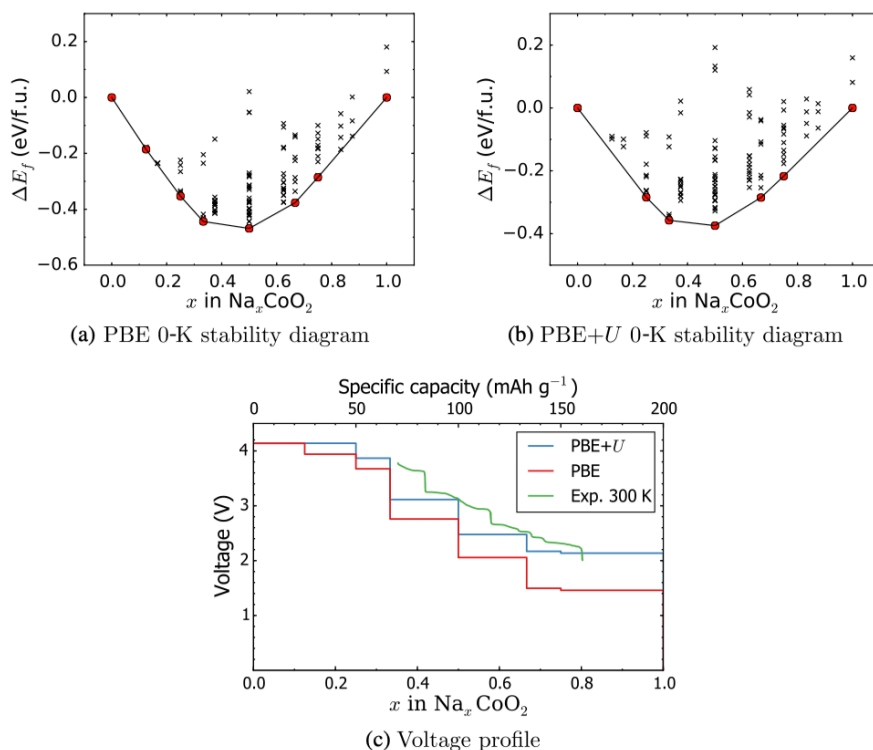 0.2
0.0
−0.2
−0.4
−0.6
ΔE_f (eV/f.u.)
0.0 0.2 0.4 0.6 0.8 1.0
x in Na_xCoO_2
(a) PBE 0-K stability diagram
0.2
0.0
−0.2
−0.4
ΔE_f (eV/f.u.)
0.0 0.2 0.4 0.6 0.8 1.0
x in Na_xCoO_2
(b) PBE+U 0-K stability diagram
Specific capacity (mAh g^{−1})
0 50 100 150 200
4
3
2
1
Voltage (V)
PBE+U
PBE
Exp. 300 K
0.0 0.2 0.4 0.6 0.8 1.0
x in Na_xCoO_2
(c) Voltage profile